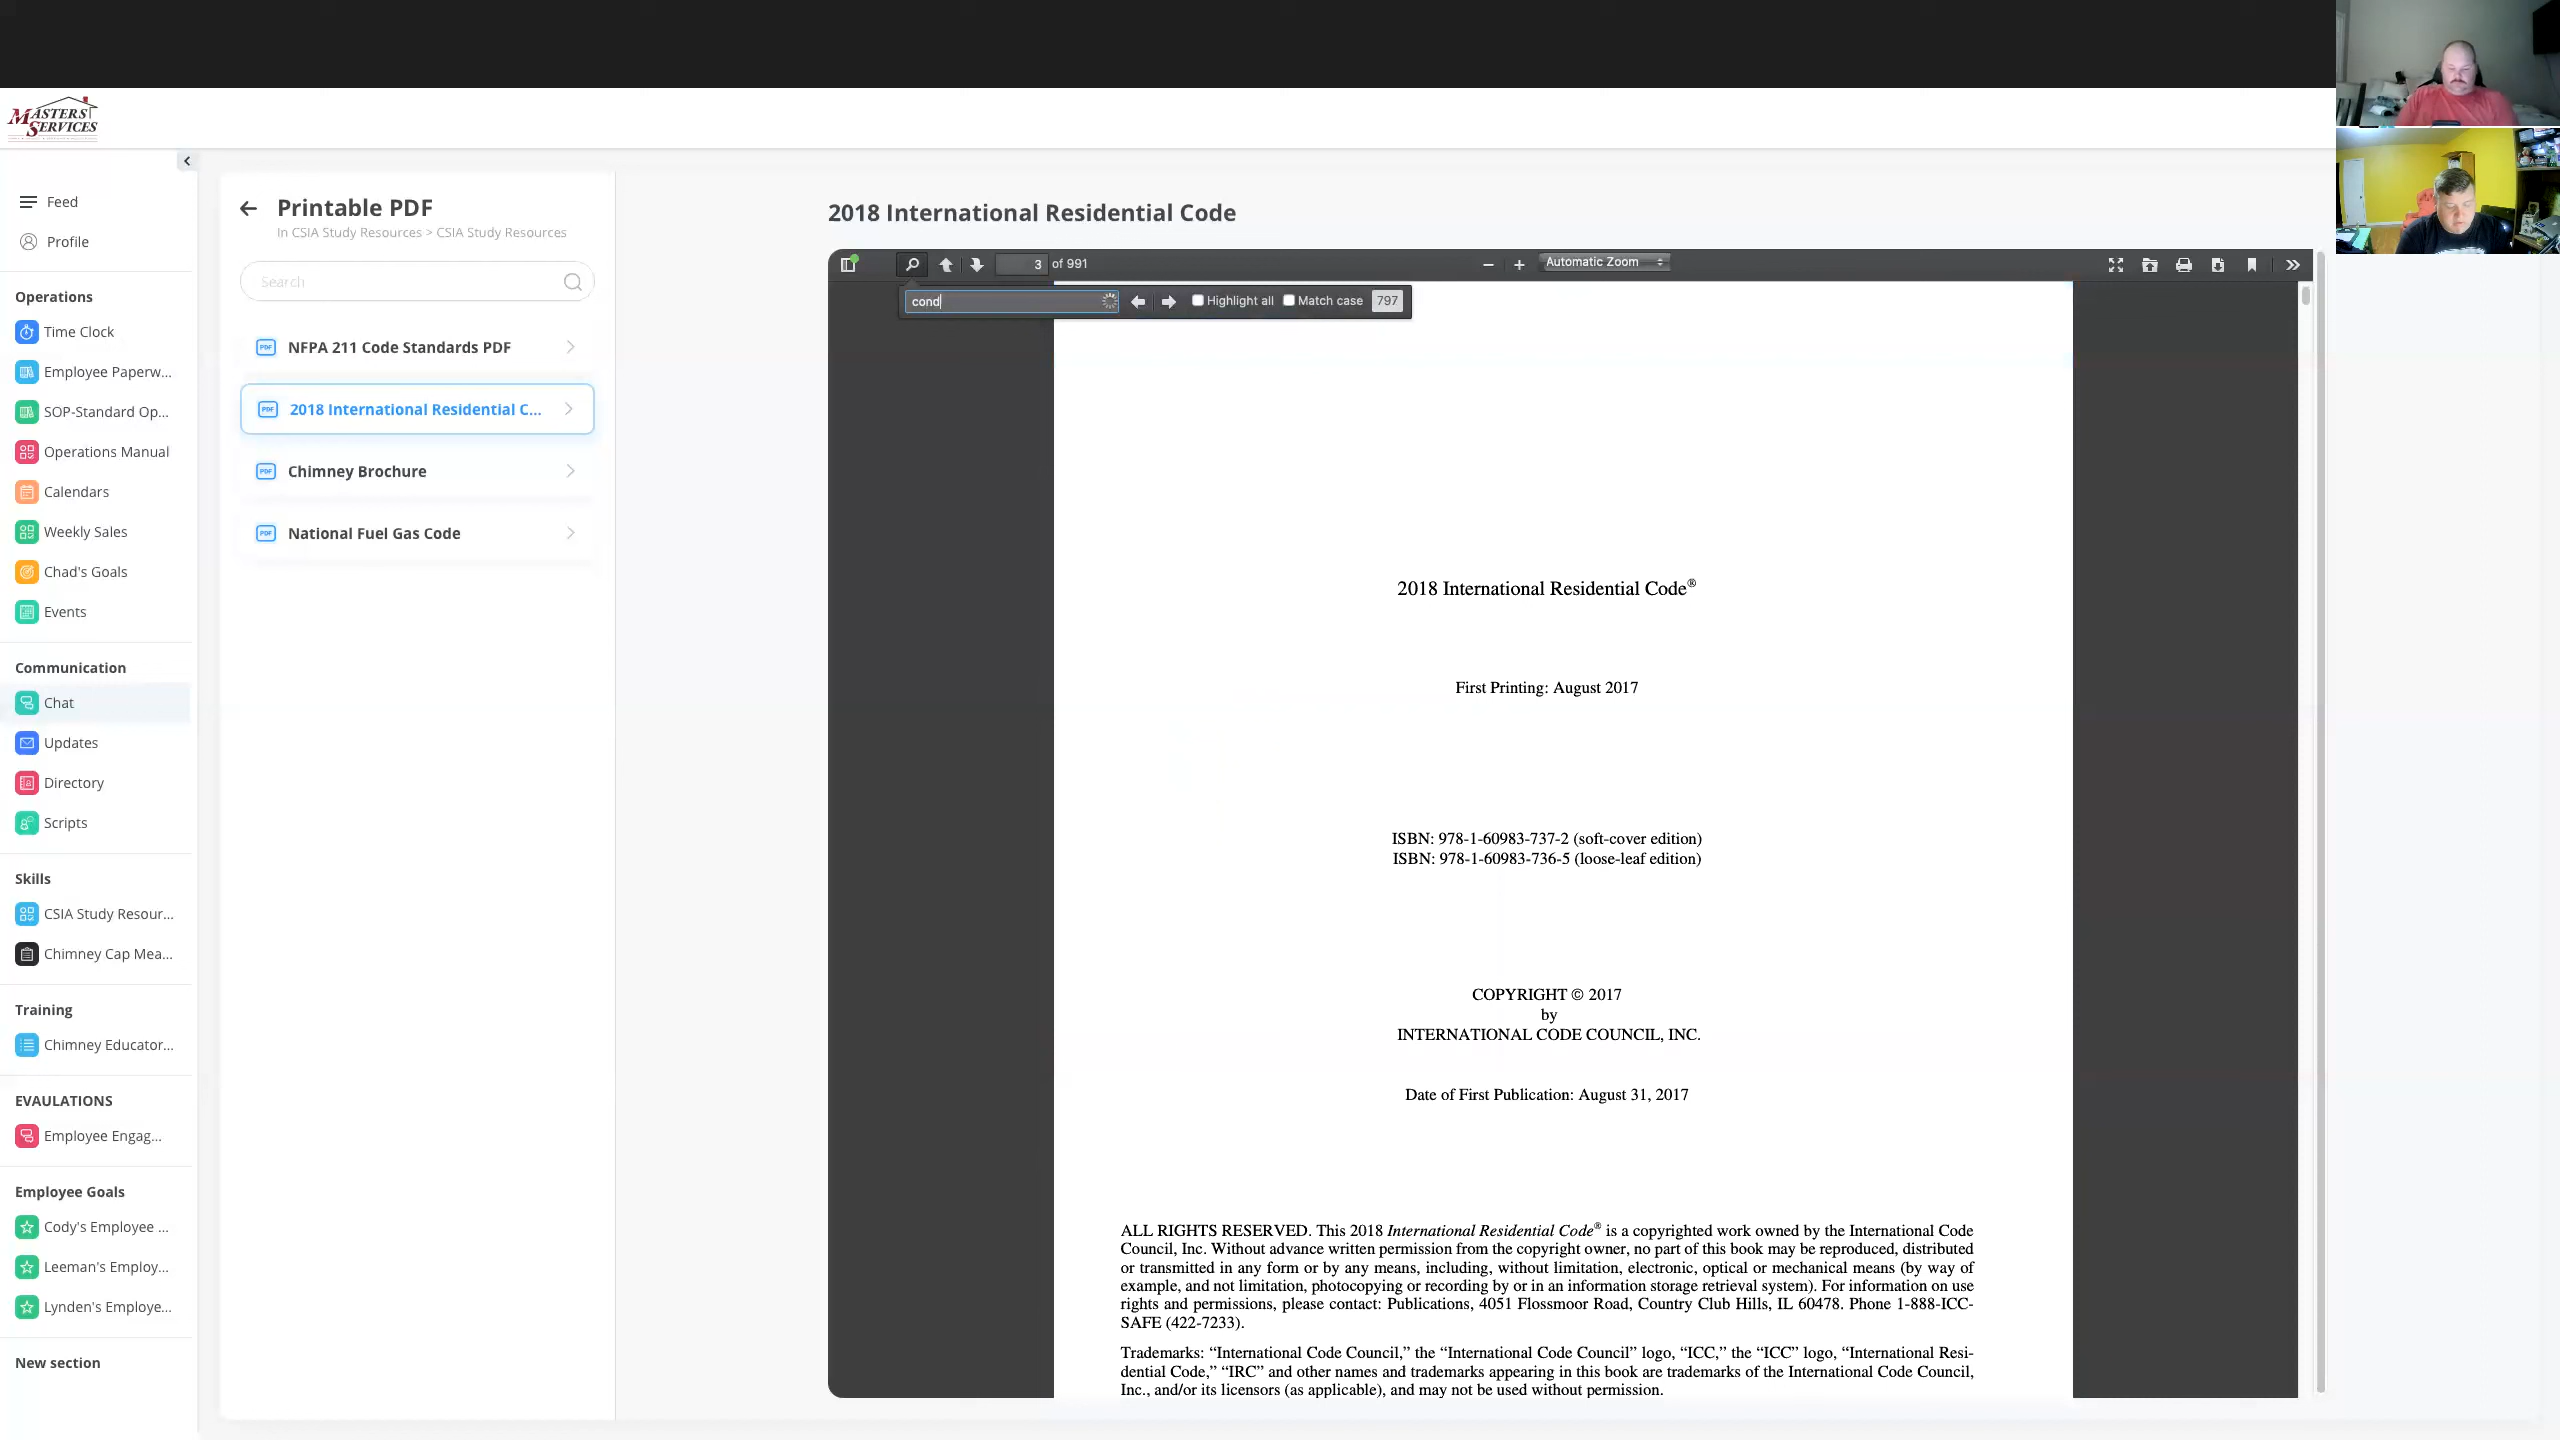 MASTERS
SERVICES
Feed
Profile
Operations
Time Clock
Employee Paperw...
SOP-Standard Op...
Operations Manual
Calendars
Weekly Sales
Chad's Goals
Events
Communication
Chat
Updates
Directory
Scripts
Skills
CSIA Study Resour...
Chimney Cap Mea...
Training
Chimney Educator...
EVAULATIONS
Employee Engag...
Employee Goals
Cody's Employee ...
Leeman's Employ...
Lynden's Employe...
New section
Printable PDF
In CSIA Study Resources > CSIA Study Resources
Search
PDF NFPA 211 Code Standards PDF
PDF 2018 International Residential C...
PDF Chimney Brochure
PDF National Fuel Gas Code
2018 International Residential Code
3 of 991
Automatic Zoom
cond
Highlight all
Match case
797
2018 International Residential Code®
First Printing: August 2017
ISBN: 978-1-60983-737-2 (soft-cover edition)
ISBN: 978-1-60983-736-5 (loose-leaf edition)
COPYRIGHT © 2017
by
INTERNATIONAL CODE COUNCIL, INC.
Date of First Publication: August 31, 2017
ALL RIGHTS RESERVED. This 2018 International Residential Code® is a copyrighted work owned by the International Code
Council, Inc. Without advance written permission from the copyright owner, no part of this book may be reproduced, distributed
or transmitted in any form or by any means, including, without limitation, electronic, optical or mechanical means (by way of
example, and not limitation, photocopying or recording by or in an information storage retrieval system). For information on use
rights and permissions, please contact: Publications, 4051 Flossmoor Road, Country Club Hills, IL 60478. Phone 1-888-ICC-
SAFE (422-7233).
Trademarks: “International Code Council,” the “International Code Council” logo, “ICC,” the “ICC” logo, “International Resi-
dential Code,” “IRC” and other names and trademarks appearing in this book are trademarks of the International Code Council,
Inc., and/or its licensors (as applicable), and may not be used without permission.